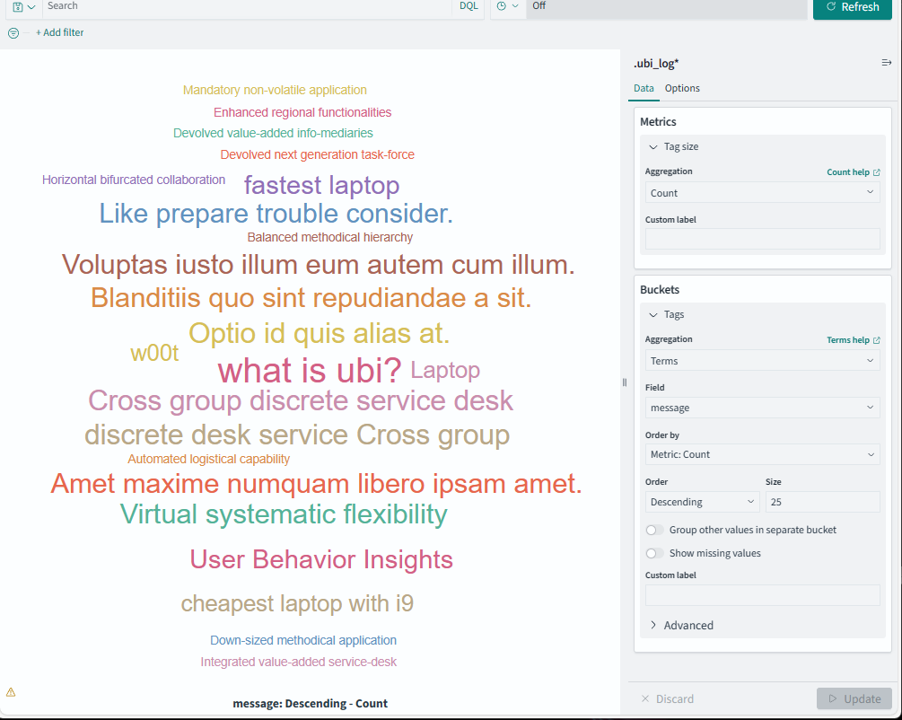 Search DQL Off Refresh
+ Add filter
Mandatory non-volatile application
Enhanced regional functionalities
Devolved value-added info-mediaries
Devolved next generation task-force
Horizontal bifurcated collaboration fastest laptop
Like prepare trouble consider.
Balanced methodical hierarchy
Voluptas iusto illum eum autem cum illum.
Blanditiis quo sint repudiandae a sit.
Optio id quis alias at.
w00t
what is ubi? Laptop
Cross group discrete service desk
discrete desk service Cross group
Automated logistical capability
Amet maxime numquam libero ipsam amet.
Virtual systematic flexibility
User Behavior Insights
cheapest laptop with i9
Down-sized methodical application
Integrated value-added service-desk
message: Descending - Count
.ubi_log*
Data Options
Metrics
Tag size
Aggregation Count help
Count
Custom label
Buckets
Tags
Aggregation Terms help
Terms
Field
message
Order by
Metric: Count
Order Size
Descending 25
Group other values in separate bucket
Show missing values
Custom label
Advanced
Discard Update